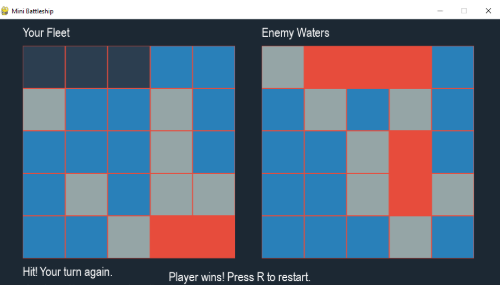 Mini Battleship
Your Fleet
Enemy Waters
Hit! Your turn again.
Player wins! Press R to restart.